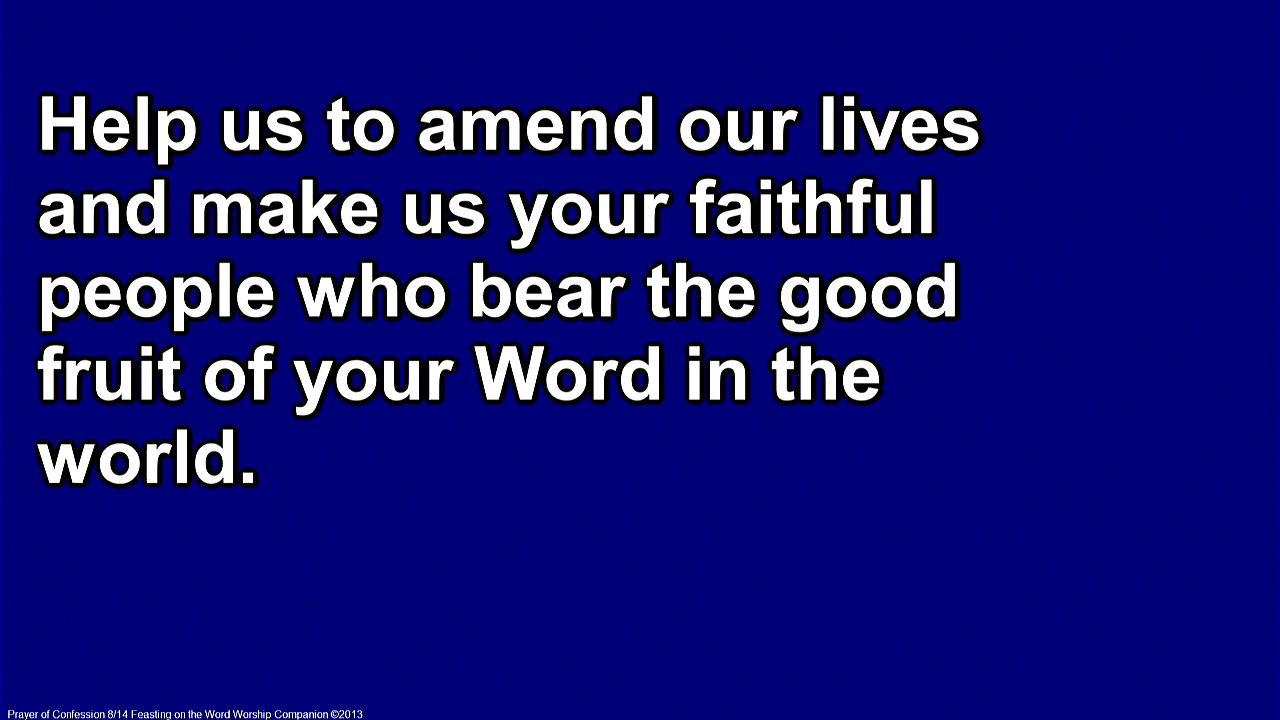 Help us to amend our lives
and make us your faithful
people who bear the good
fruit of your Word in the
world.
Prayer of Confession 8/14 Feasting on the Word Worship Companion ©2013